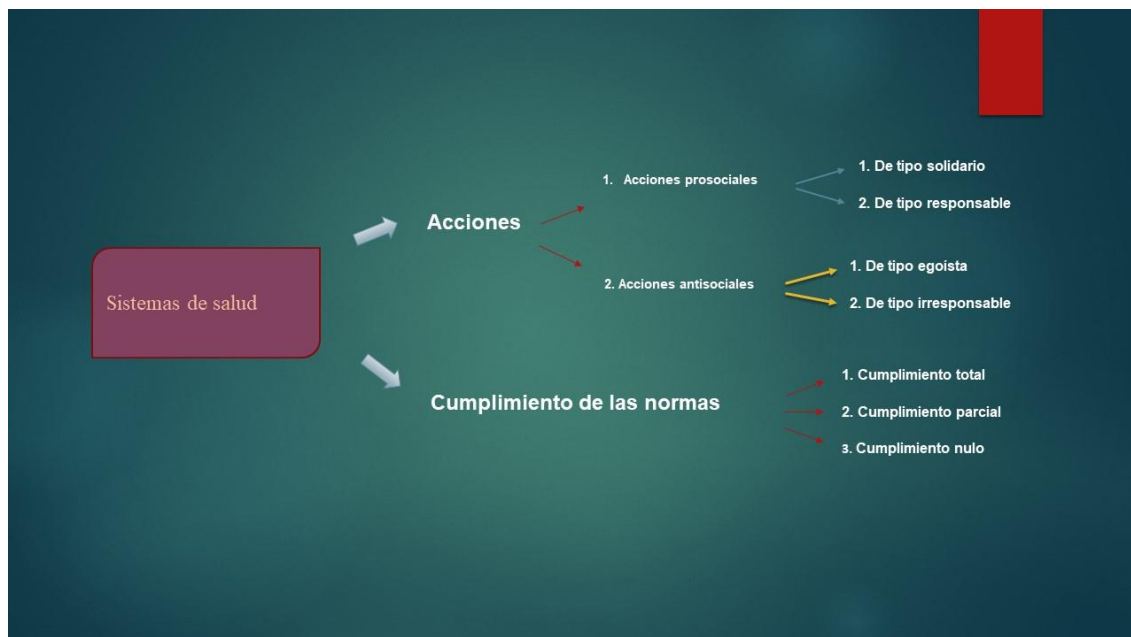 Sistemas de salud
Acciones
1. Acciones prosociales
1. De tipo solidario
2. De tipo responsable
2. Acciones antisociales
1. De tipo egoísta
2. De tipo irresponsable
Cumplimiento de las normas
1. Cumplimiento total
2. Cumplimiento parcial
3. Cumplimiento nulo